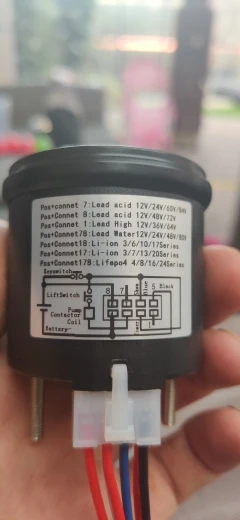 Pos+connet 7:Lead acid 12V/24V/60V/84V
Pos+Connet 8:Lead acid 12V/48V/72V
Pos+Connet 1:Lead High 12V/36V/64V
Pos+Connet78:Lead Water12V/24V/48V/80V
Pos+Connet18:Li-ion 3/6/10/17Series
Pos+Connet17:Li-ion 3/7/13/20Series
Pos+Connet178:Lifepo4 4/8/16/24Series
Keyswitch
LiftSwitch
8 7
5 Black
Blue
Pump
Contactor
Coil
Battery-